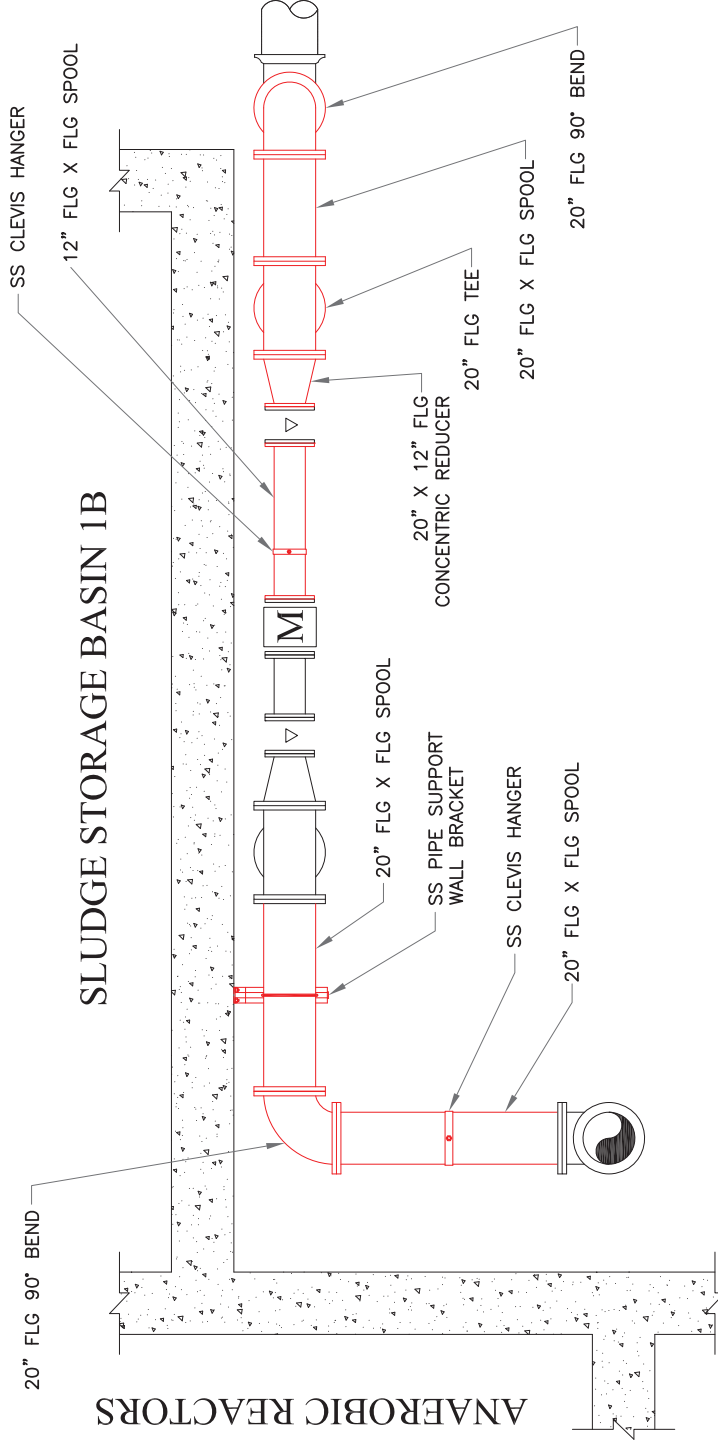 SLUDGE STORAGE BASIN 1B
ANAEROBIC REACTORS
20” FLG 90° BEND
SS CLEVIS HANGER
12” FLG X FLG SPOOL
M
20” FLG X FLG SPOOL
SS PIPE SUPPORT
WALL BRACKET
SS CLEVIS HANGER
20” FLG X FLG SPOOL
20” X 12” FLG
CONCENTRIC REDUCER
20” FLG TEE
20” FLG X FLG SPOOL
20” FLG 90° BEND